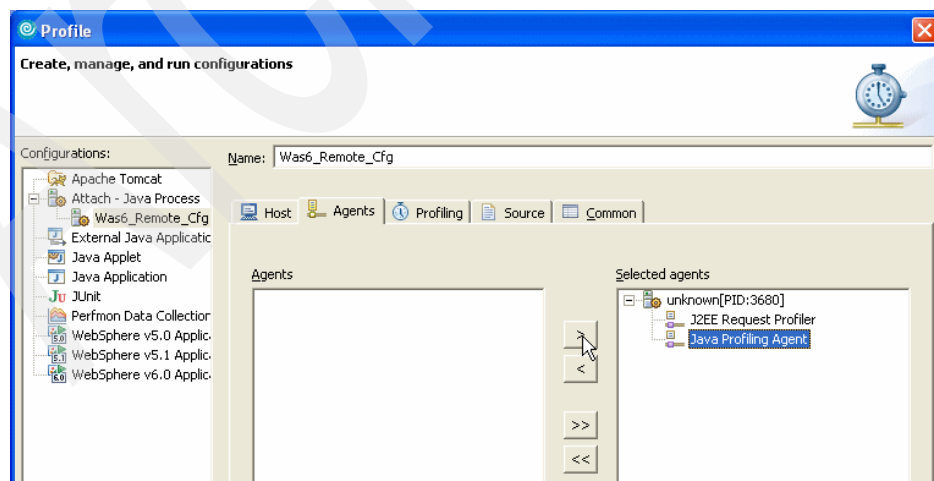 Profile
Create, manage, and run configurations
Configurations:
Name: Was6_Remote_Cfg
Apache Tomcat
Attach - Java Process
Was6_Remote_Cfg
External Java Applicatic
Java Applet
Java Application
JUnit
Perfmon Data Collection
WebSphere v5.0 Applic
WebSphere v5.1 Applic
WebSphere v6.0 Applic
Host Agents Profiling Source Common
Agents
Selected agents
unknown[PID:3680]
J2EE Request Profiler
Java Profiling Agent
>
<
>>
<<